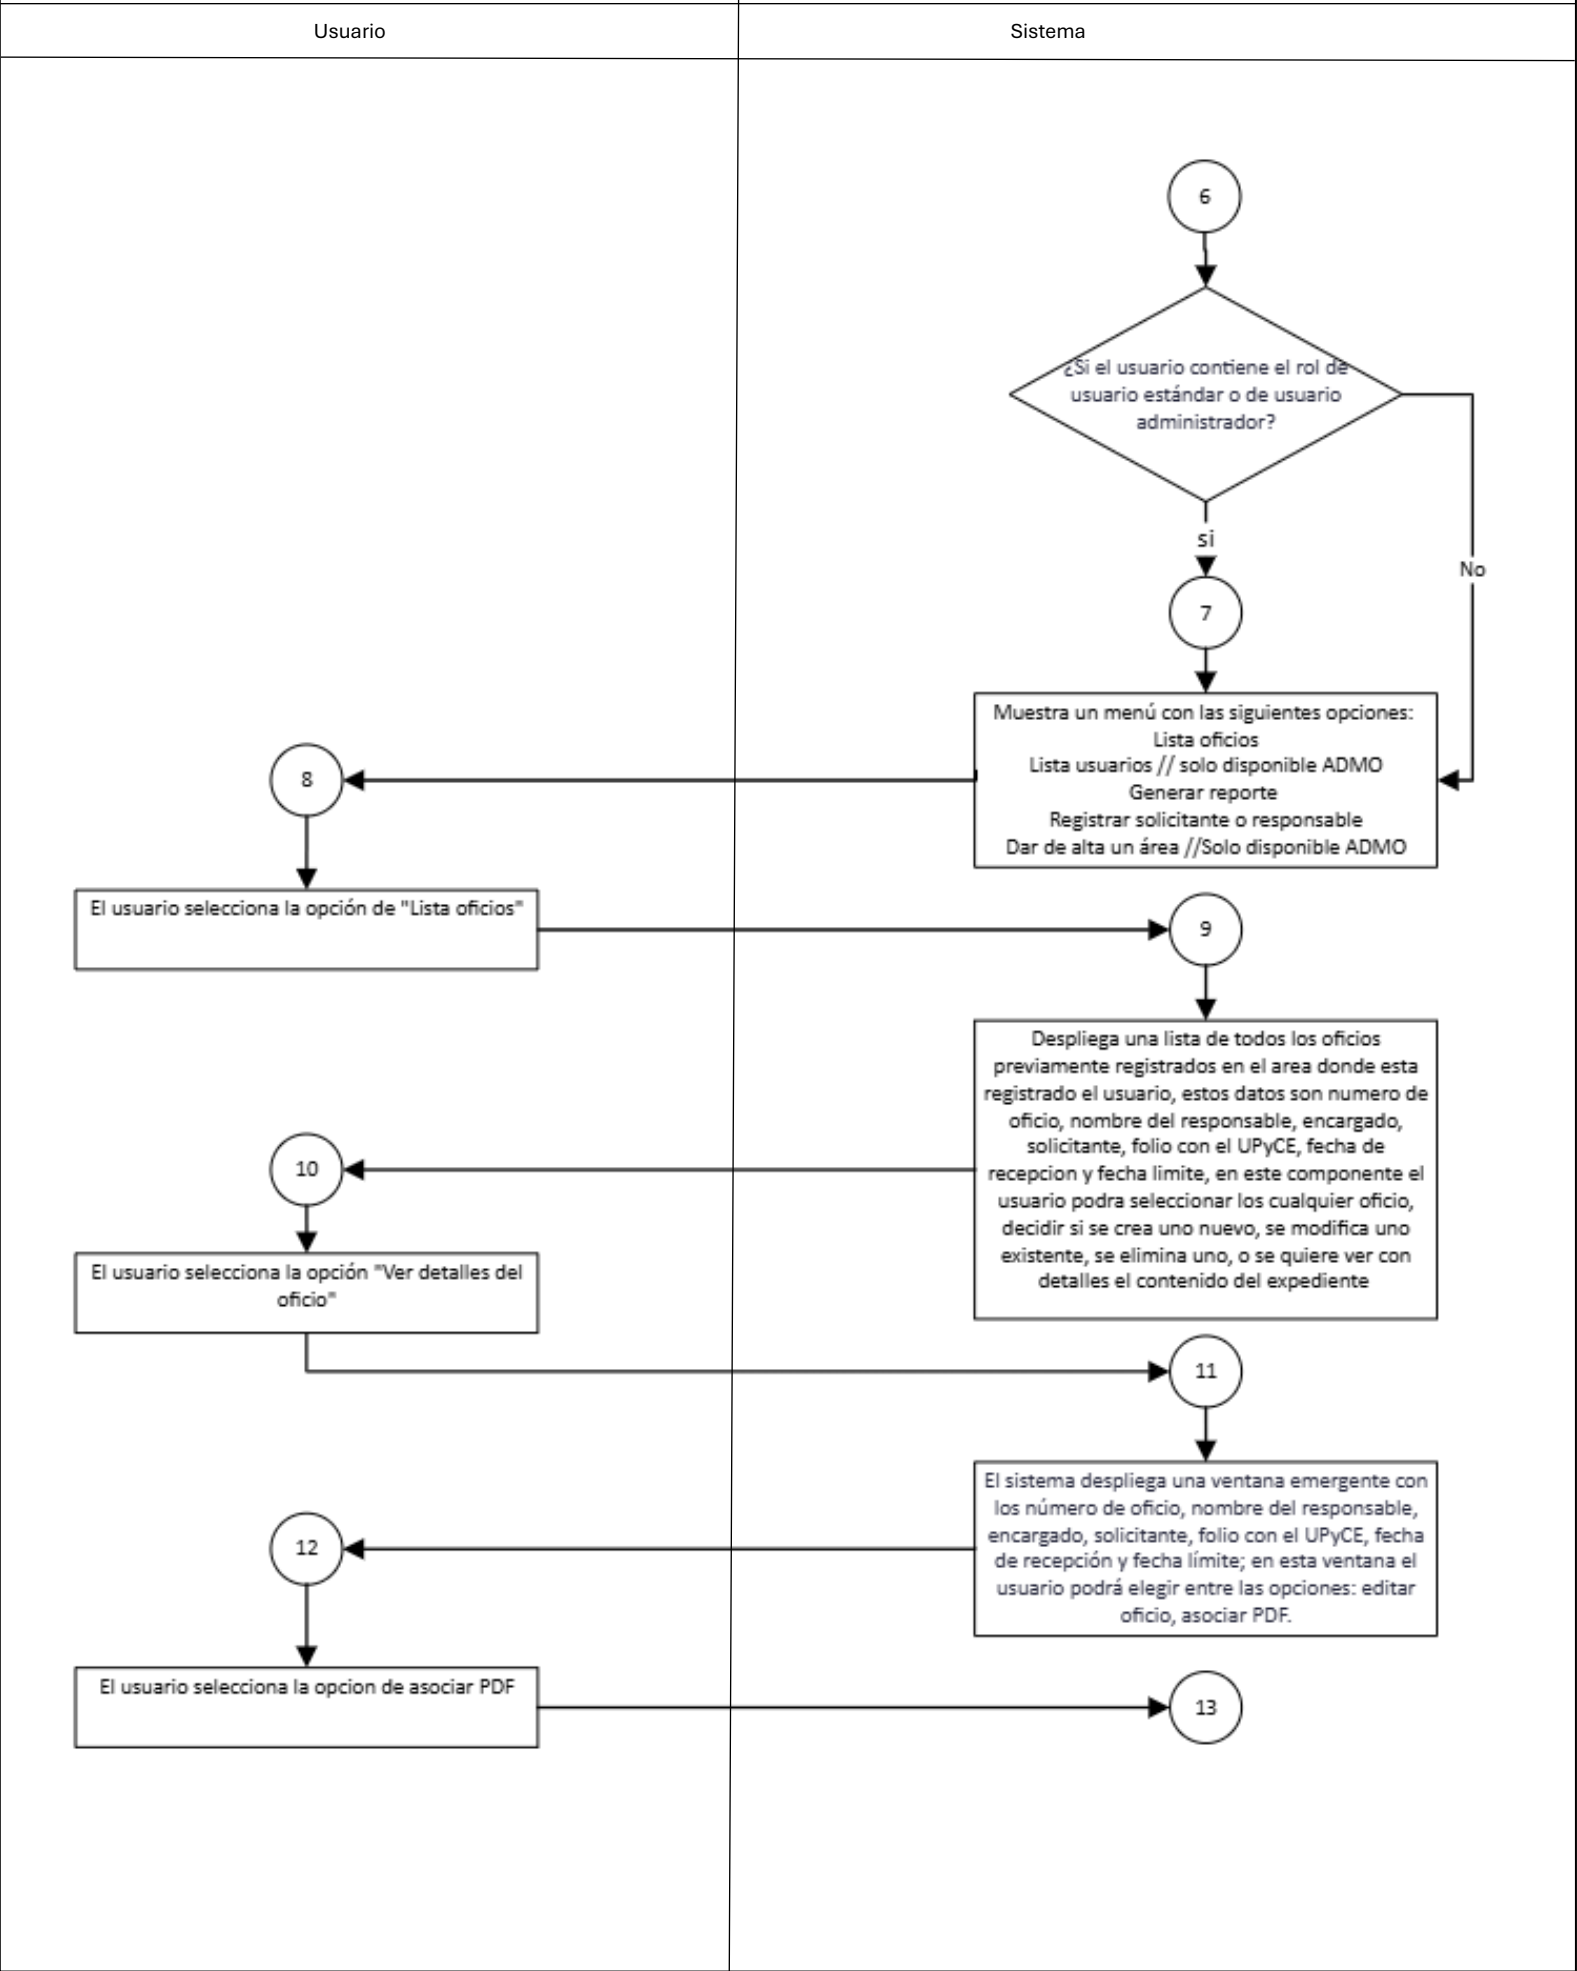 Usuario
Sistema
6
¿Si el usuario contiene el rol de
usuario estándar o de usuario
administrador?
si
No
7
Muestra un menú con las siguientes opciones:
Lista oficios
Lista usuarios // solo disponible ADMO
Generar reporte
Registrar solicitante o responsable
Dar de alta un área //Solo disponible ADMO
8
El usuario selecciona la opción de "Lista oficios"
9
Despliega una lista de todos los oficios
previamente registrados en el area donde esta
registrado el usuario, estos datos son numero de
oficio, nombre del responsable, encargado,
solicitante, folio con el UPyCE, fecha de
recepcion y fecha limite, en este componente el
usuario podra seleccionar los cualquier oficio,
decidir si se crea uno nuevo, se modifica uno
existente, se elimina uno, o se quiere ver con
detalles el contenido del expediente
10
El usuario selecciona la opción "Ver detalles del
oficio"
11
El sistema despliega una ventana emergente con
los número de oficio, nombre del responsable,
encargado, solicitante, folio con el UPyCE, fecha
de recepción y fecha límite; en esta ventana el
usuario podrá elegir entre las opciones: editar
oficio, asociar PDF.
12
El usuario selecciona la opcion de asociar PDF
13